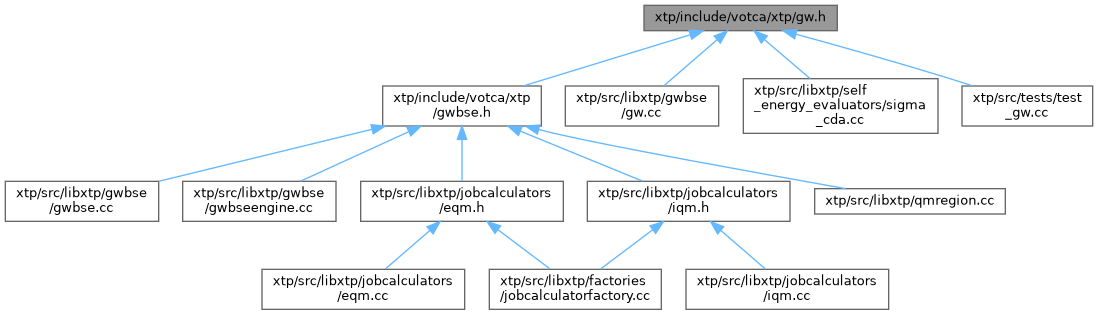 xtp/include/votca/xtp/gw.h
xtp/include/votca/xtp
/gwbse.h
xtp/src/libxtp/gwbse
/gw.cc
xtp/src/libxtp/self
_energy_evaluators/sigma
_cda.cc
xtp/src/tests/test
_gw.cc
xtp/src/libxtp/gwbse
/gwbse.cc
xtp/src/libxtp/gwbse
/gwbseengine.cc
xtp/src/libxtp/jobcalculators
/eqm.h
xtp/src/libxtp/jobcalculators
/iqm.h
xtp/src/libxtp/qmregion.cc
xtp/src/libxtp/jobcalculators
/eqm.cc
xtp/src/libxtp/factories
/jobcalculatorfactory.cc
xtp/src/libxtp/jobcalculators
/iqm.cc